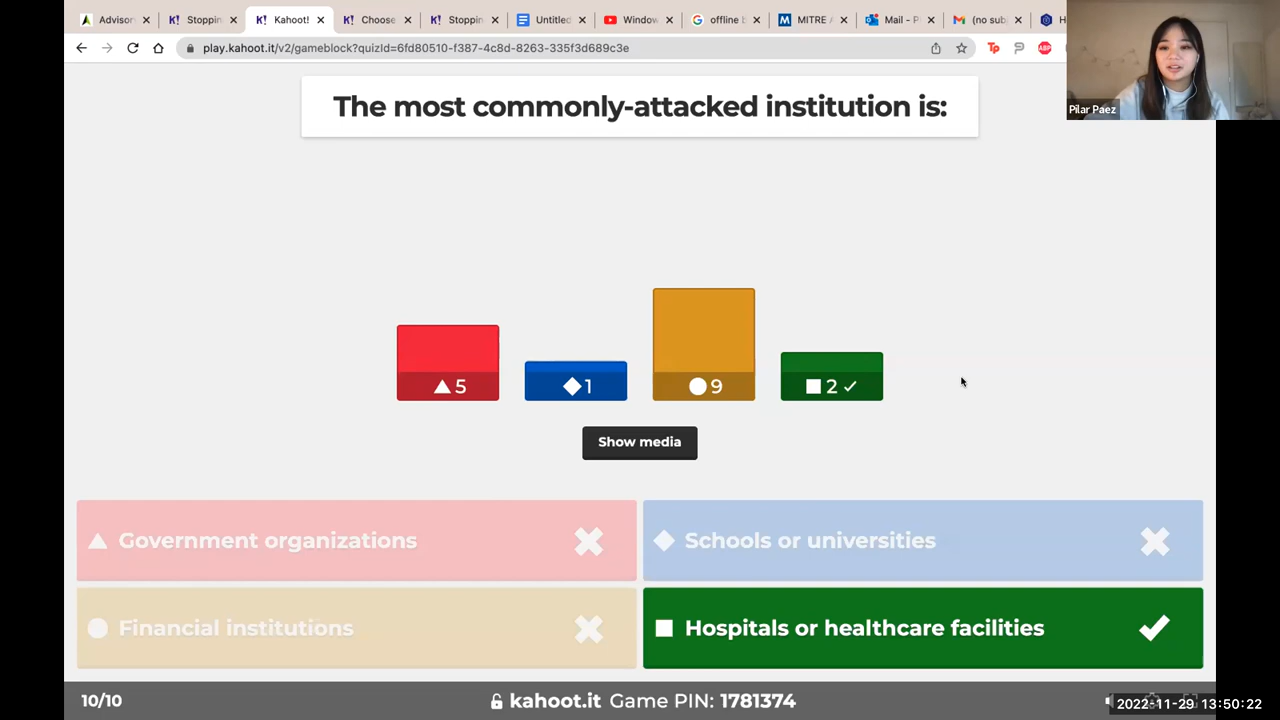 Advisor
Stoppin
Kahoot!
Choose
Stoppin
Untitled
Window
offline b
MITRE A
Mail - P
(no sub
H
play.kahoot.it/v2/gameblock?quizId=6fd80510-f3b7-4c8d-8263-335f3d689c3e
Tp
ABP
Pilar Paez
The most commonly-attacked institution is:
5
1
9
2
Show media
Government organizations
Schools or universities
Financial institutions
Hospitals or healthcare facilities
10/10
kahoot.it Game PIN: 1781374
2022-11-29 13:50:22